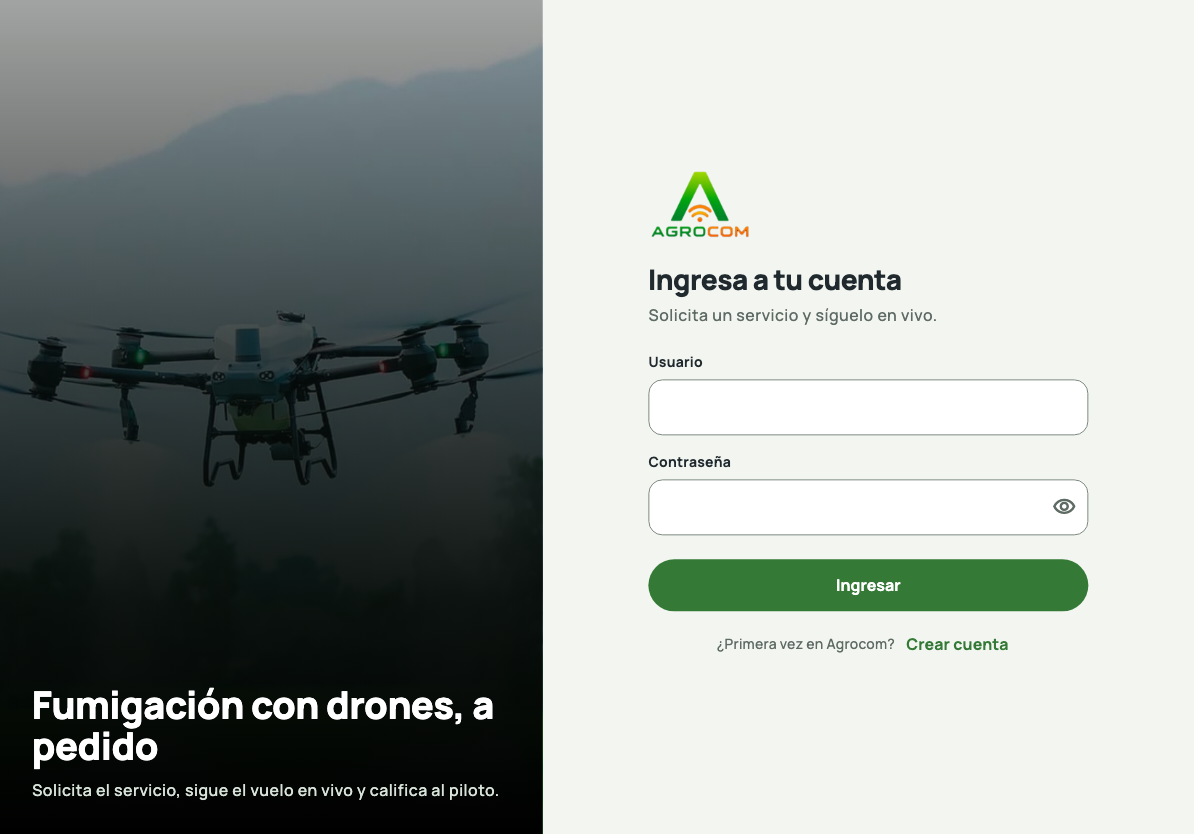 AGROCOM
Ingresa a tu cuenta
Solicita un servicio y síguelo en vivo.
Usuario
Contraseña
Ingresar
¿Primera vez en Agrocom? Crear cuenta
Fumigación con drones, a
pedido
Solicita el servicio, sigue el vuelo en vivo y califica al piloto.